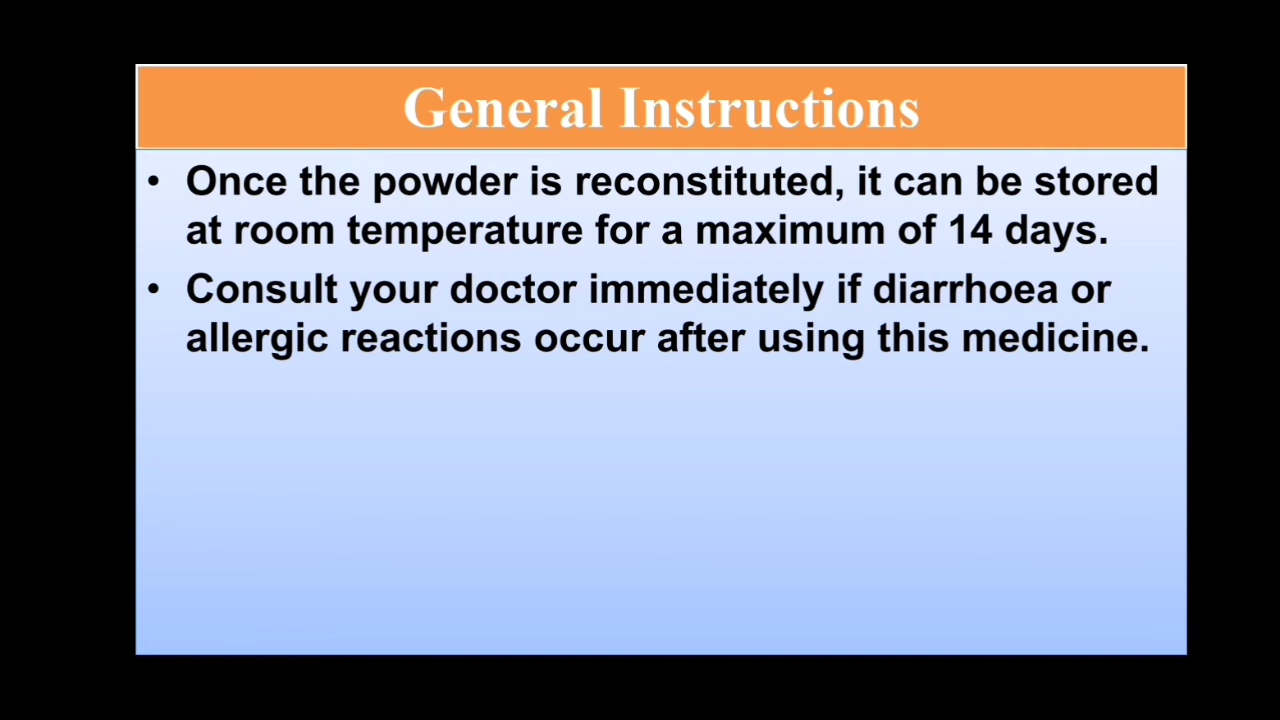 General Instructions
• Once the powder is reconstituted, it can be stored
at room temperature for a maximum of 14 days.
• Consult your doctor immediately if diarrhoea or
allergic reactions occur after using this medicine.